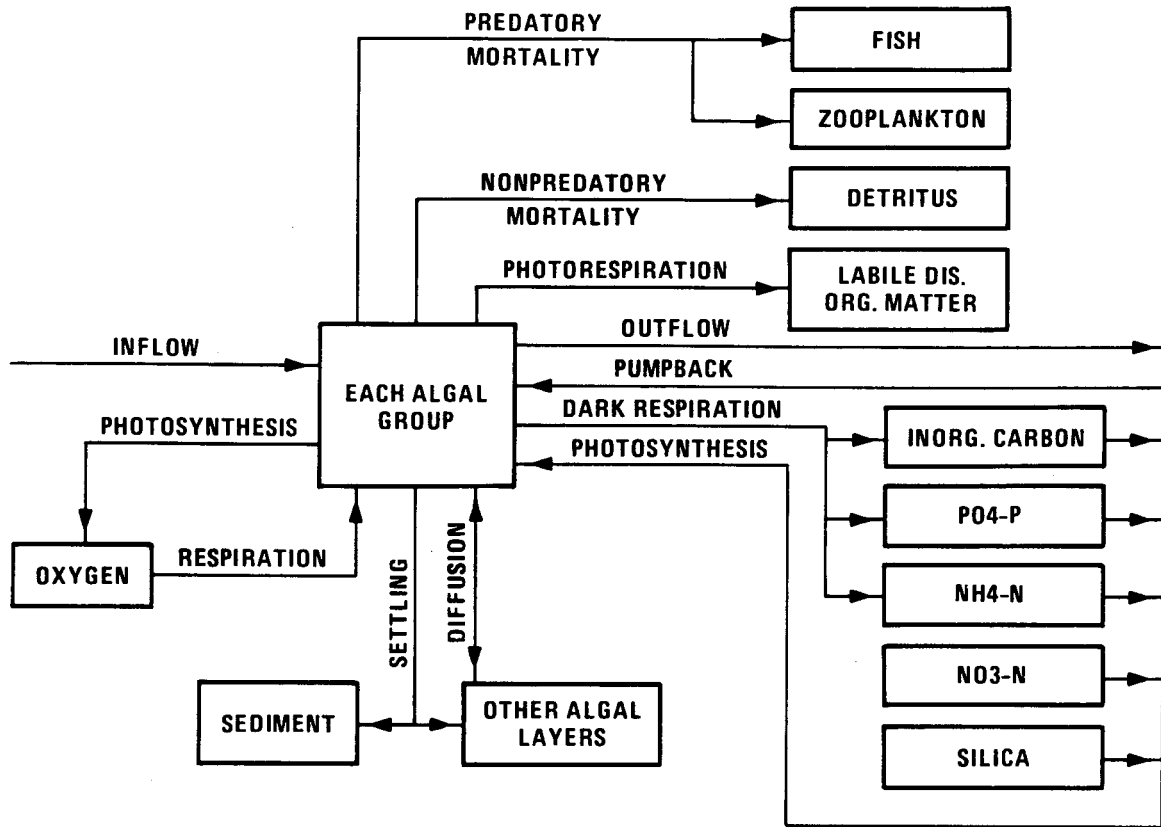 PREDATORY
MORTALITY
FISH
ZOOPLANKTON
NONPREDATORY
MORTALITY
DETRITUS
PHOTORESPIRATION
LABILE DIS.
ORG. MATTER
OUTFLOW
INFLOW
PUMPBACK
EACH ALGAL
GROUP
DARK RESPIRATION
PHOTOSYNTHESIS
INORG. CARBON
PHOTOSYNTHESIS
PO4-P
OXYGEN
RESPIRATION
SETTLING
DIFFUSION
NH4-N
NO3-N
SEDIMENT
OTHER ALGAL
LAYERS
SILICA